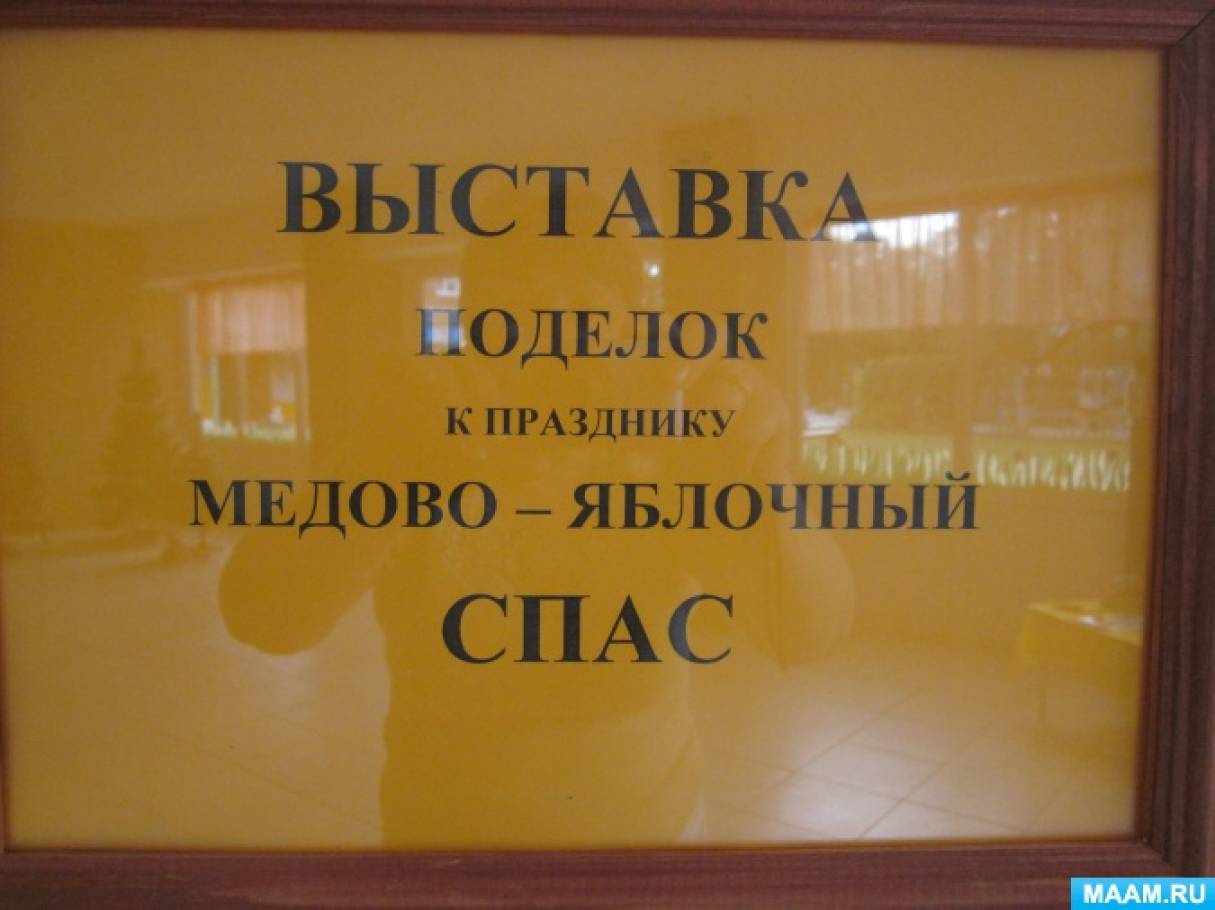 ВЫСТАВКА
ПОДЕЛОК
К ПРАЗДНИКУ
МЕДОВО – ЯБЛОЧНЫЙ
СПАС
MAAM.RU